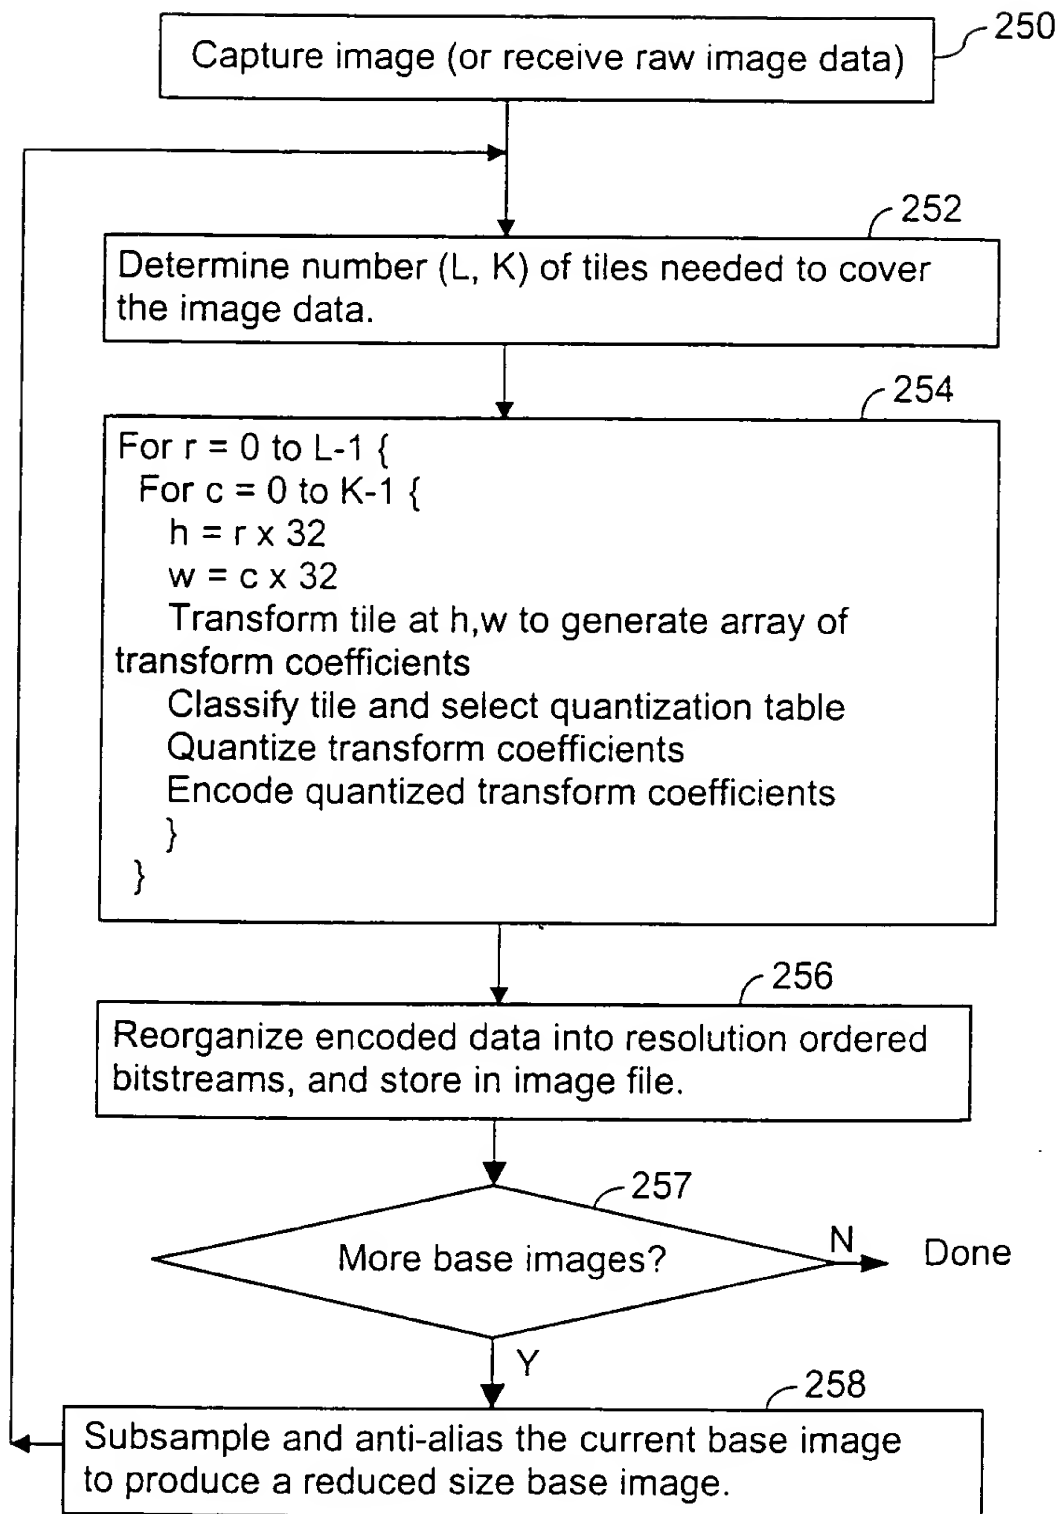 250
Capture image (or receive raw image data)
252
Determine number (L, K) of tiles needed to cover
the image data.
254
For r = 0 to L-1 {
For c = 0 to K-1 {
h = r x 32
w = c x 32
Transform tile at h,w to generate array of
transform coefficients
Classify tile and select quantization table
Quantize transform coefficients
Encode quantized transform coefficients
}
}
256
Reorganize encoded data into resolution ordered
bitstreams, and store in image file.
257
More base images?
N
Done
Y
258
Subsample and anti-alias the current base image
to produce a reduced size base image.